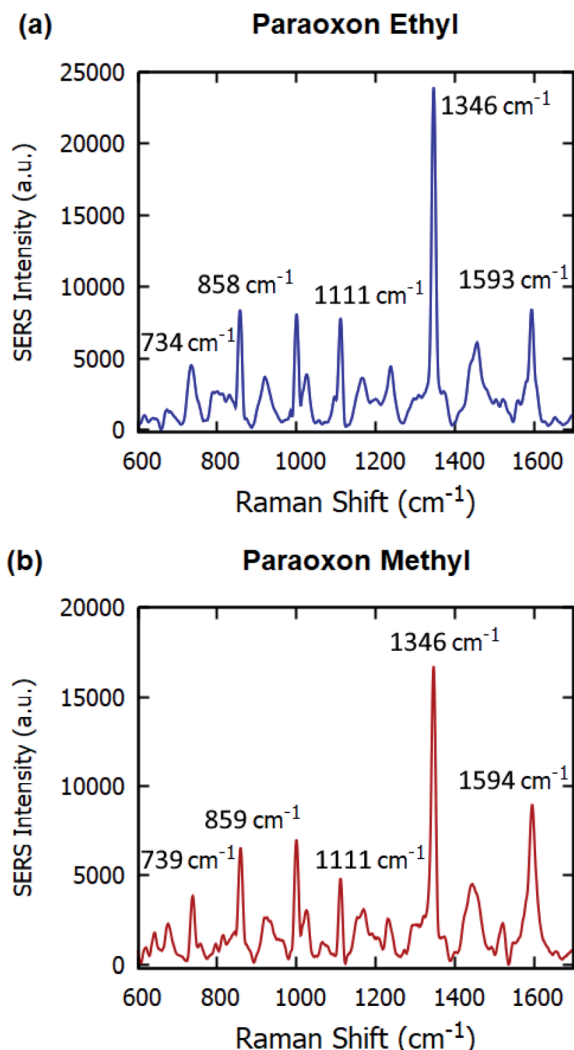 (a) Paraoxon Ethyl
25000
20000
15000
10000
5000
0
SERS Intensity (a.u.)
1346 cm⁻¹
858 cm⁻¹
1111 cm⁻¹
1593 cm⁻¹
734 cm⁻¹
600 800 1000 1200 1400 1600
Raman Shift (cm⁻¹)
(b) Paraoxon Methyl
20000
15000
10000
5000
0
SERS Intensity (a.u.)
1346 cm⁻¹
1594 cm⁻¹
859 cm⁻¹
739 cm⁻¹
1111 cm⁻¹
600 800 1000 1200 1400 1600
Raman Shift (cm⁻¹)